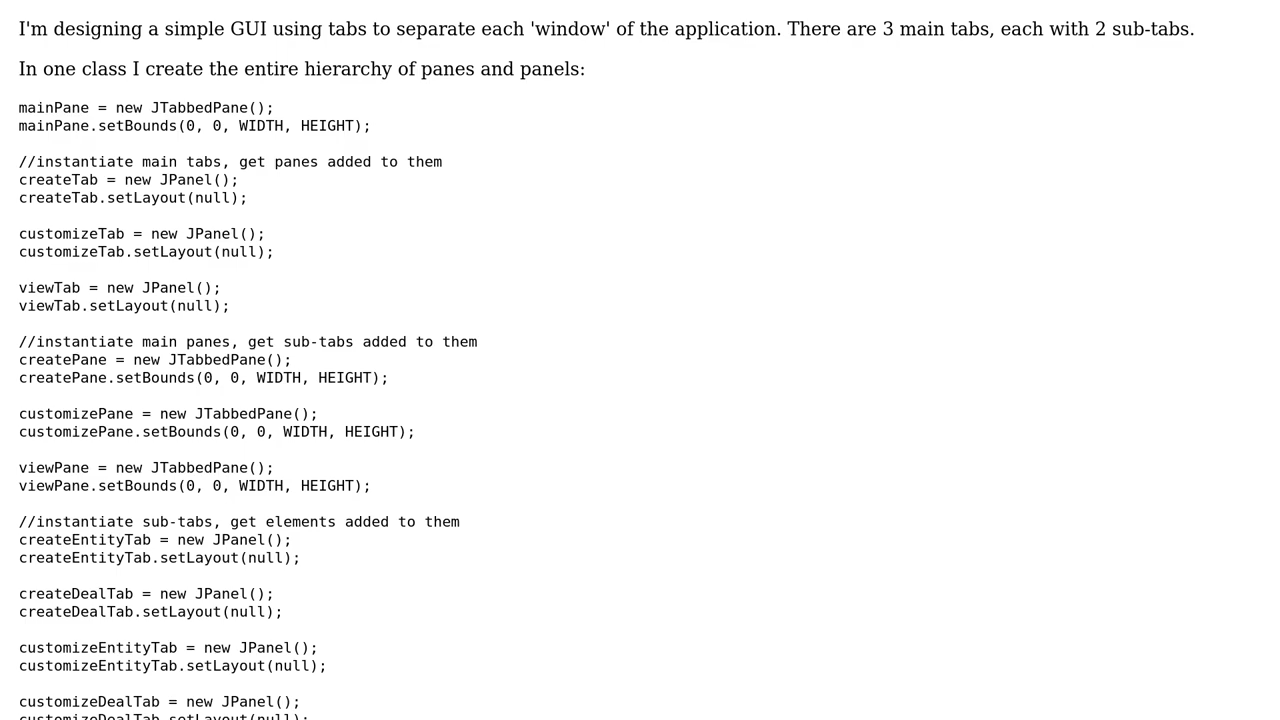 I'm designing a simple GUI using tabs to separate each 'window' of the application. There are 3 main tabs, each with 2 sub-tabs.
In one class I create the entire hierarchy of panes and panels:
mainPane = new JTabbedPane();
mainPane.setBounds(0, 0, WIDTH, HEIGHT);
//instantiate main tabs, get panes added to them
createTab = new JPanel();
createTab.setLayout(null);
customizeTab = new JPanel();
customizeTab.setLayout(null);
viewTab = new JPanel();
viewTab.setLayout(null);
//instantiate main panes, get sub-tabs added to them
createPane = new JTabbedPane();
createPane.setBounds(0, 0, WIDTH, HEIGHT);
customizePane = new JTabbedPane();
customizePane.setBounds(0, 0, WIDTH, HEIGHT);
viewPane = new JTabbedPane();
viewPane.setBounds(0, 0, WIDTH, HEIGHT);
//instantiate sub-tabs, get elements added to them
createEntityTab = new JPanel();
createEntityTab.setLayout(null);
createDealTab = new JPanel();
createDealTab.setLayout(null);
customizeEntityTab = new JPanel();
customizeEntityTab.setLayout(null);
customizeDealTab = new JPanel();
customizeDealTab.setLayout(null);